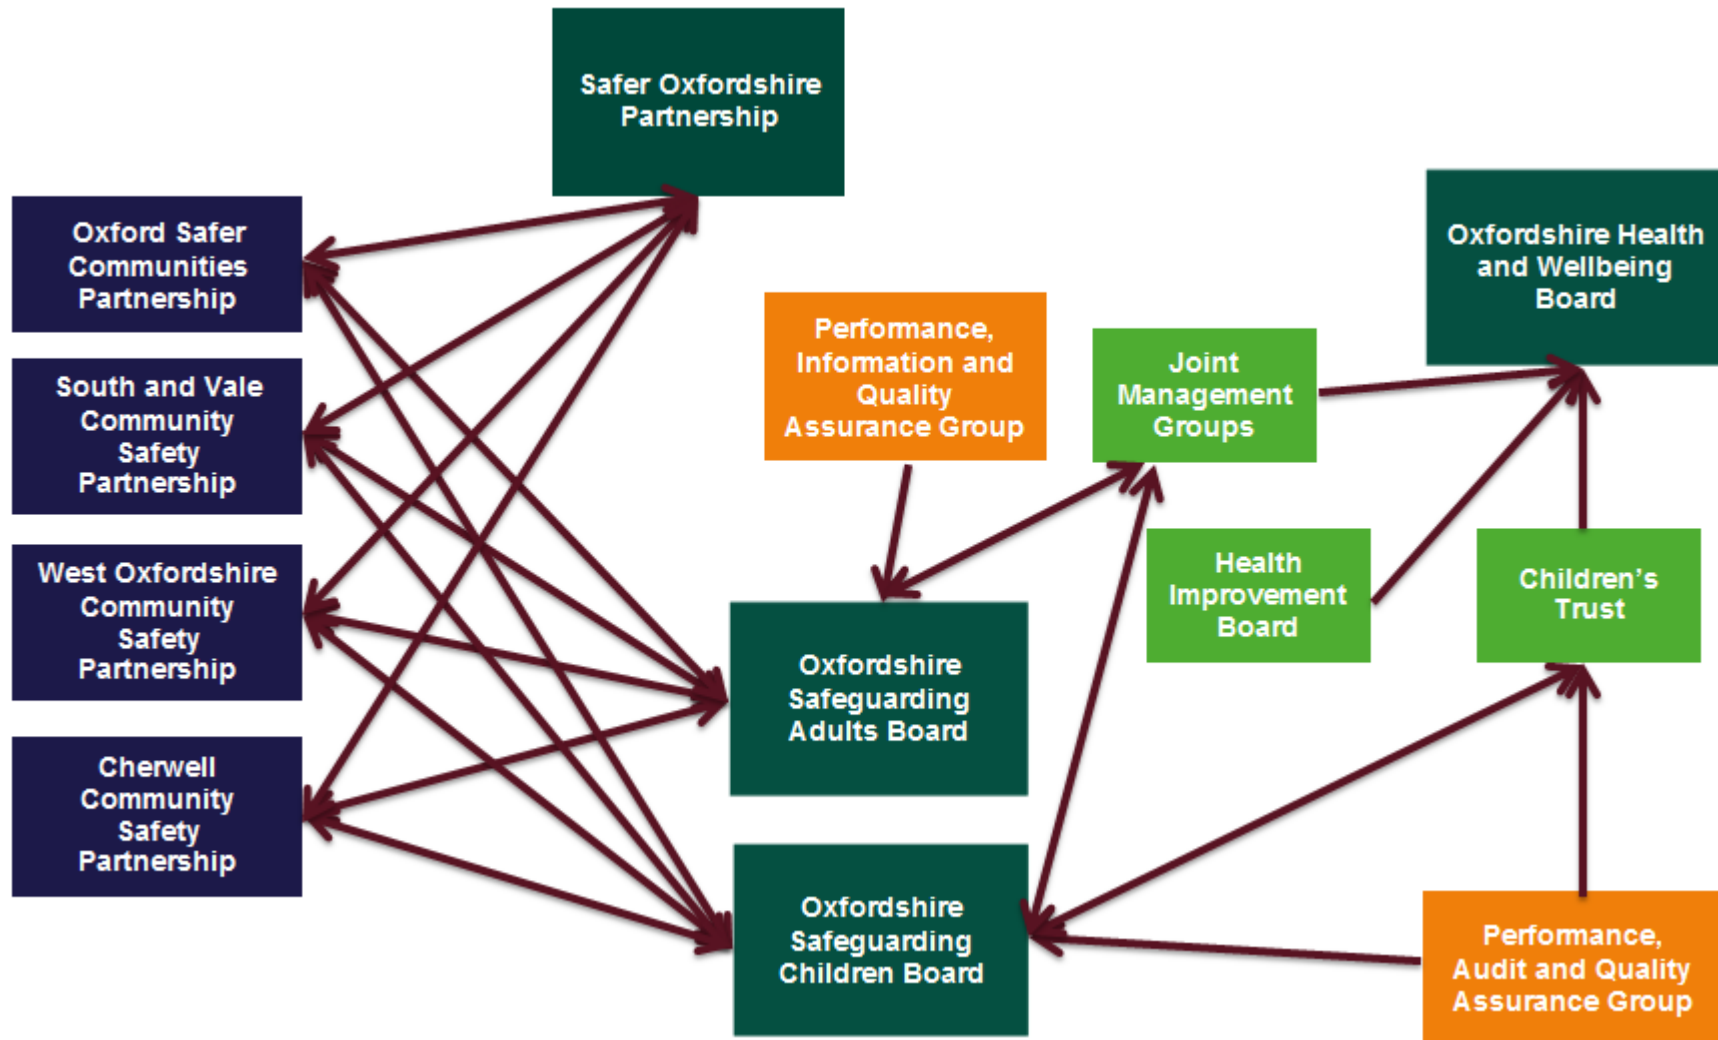 Safer Oxfordshire
Partnership
Oxford Safer
Communities
Partnership
South and Vale
Community
Safety
Partnership
West Oxfordshire
Community
Safety
Partnership
Cherwell
Community
Safety
Partnership
Performance,
Information and
Quality
Assurance Group
Joint
Management
Groups
Oxfordshire Health
and Wellbeing
Board
Health
Improvement
Board
Children’s
Trust
Oxfordshire
Safeguarding
Adults Board
Oxfordshire
Safeguarding
Children Board
Performance,
Audit and Quality
Assurance Group